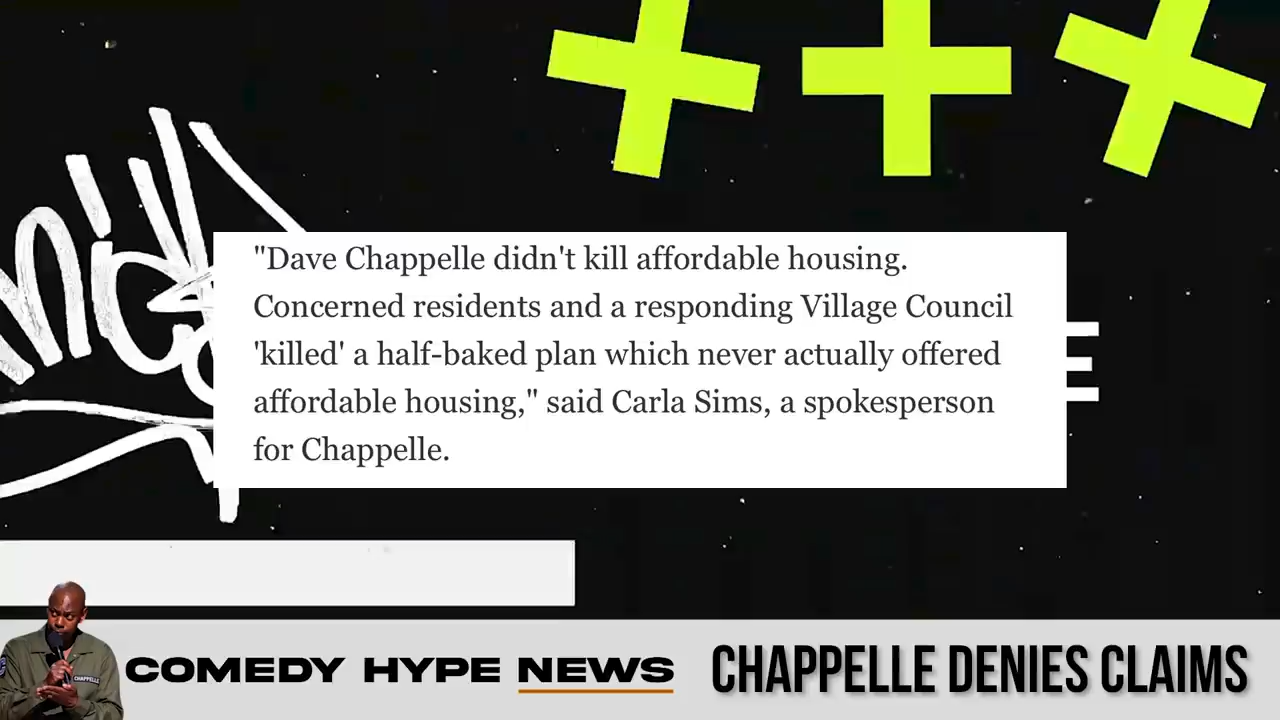 "Dave Chappelle didn't kill affordable housing.
Concerned residents and a responding Village Council
'killed' a half-baked plan which never actually offered
affordable housing," said Carla Sims, a spokesperson
for Chappelle.
CHAPPELLE
COMEDY HYPE NEWS
CHAPPELLE DENIES CLAIMS